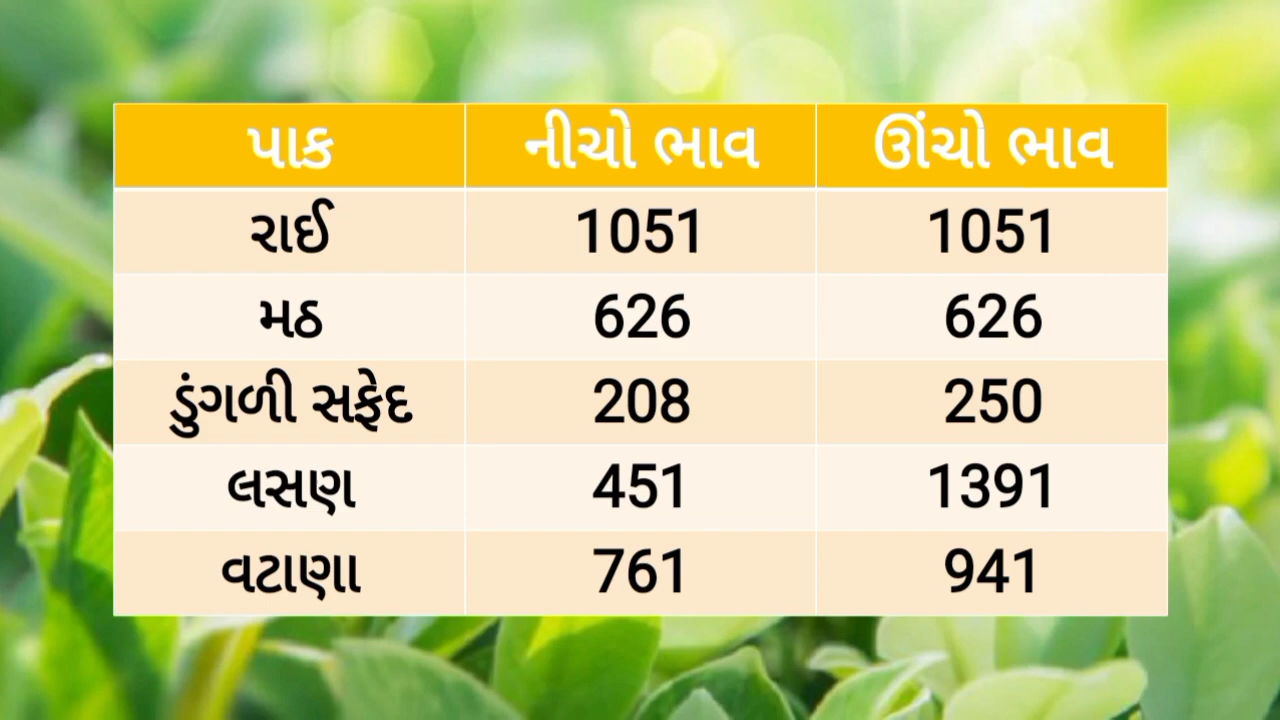 પાક નીચો ભાવ ઊંચો ભાવ
રાઈ 1051 1051
મઠ 626 626
ડુંગળી સફેદ 208 250
લસણ 451 1391
વટાણા 761 941